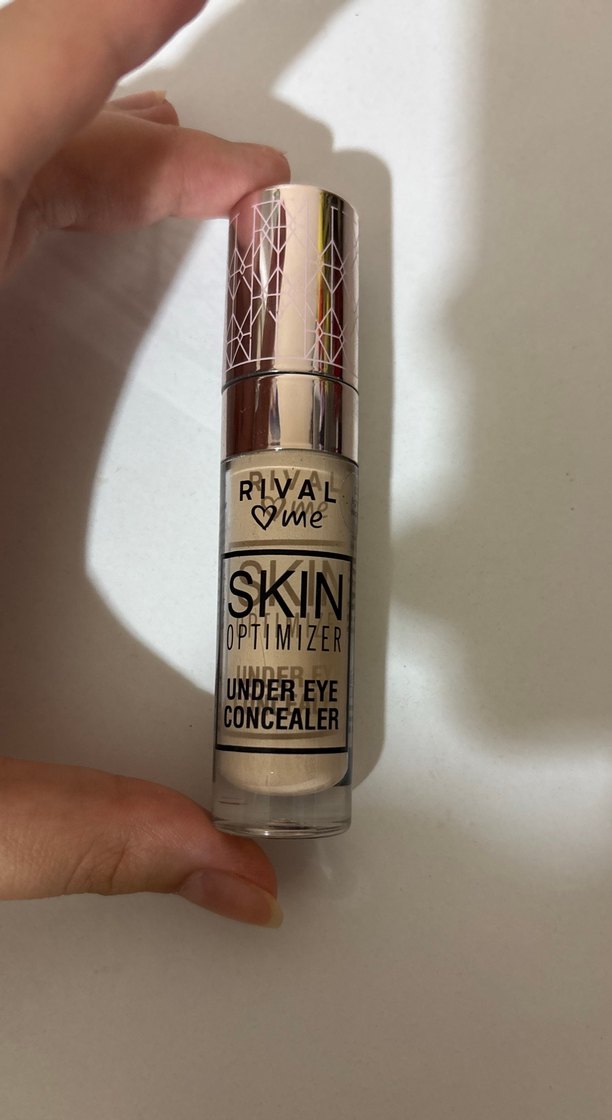 RIVAL
♡ me
SKIN
OPTIMIZER
UNDER EYE
CONCEALER